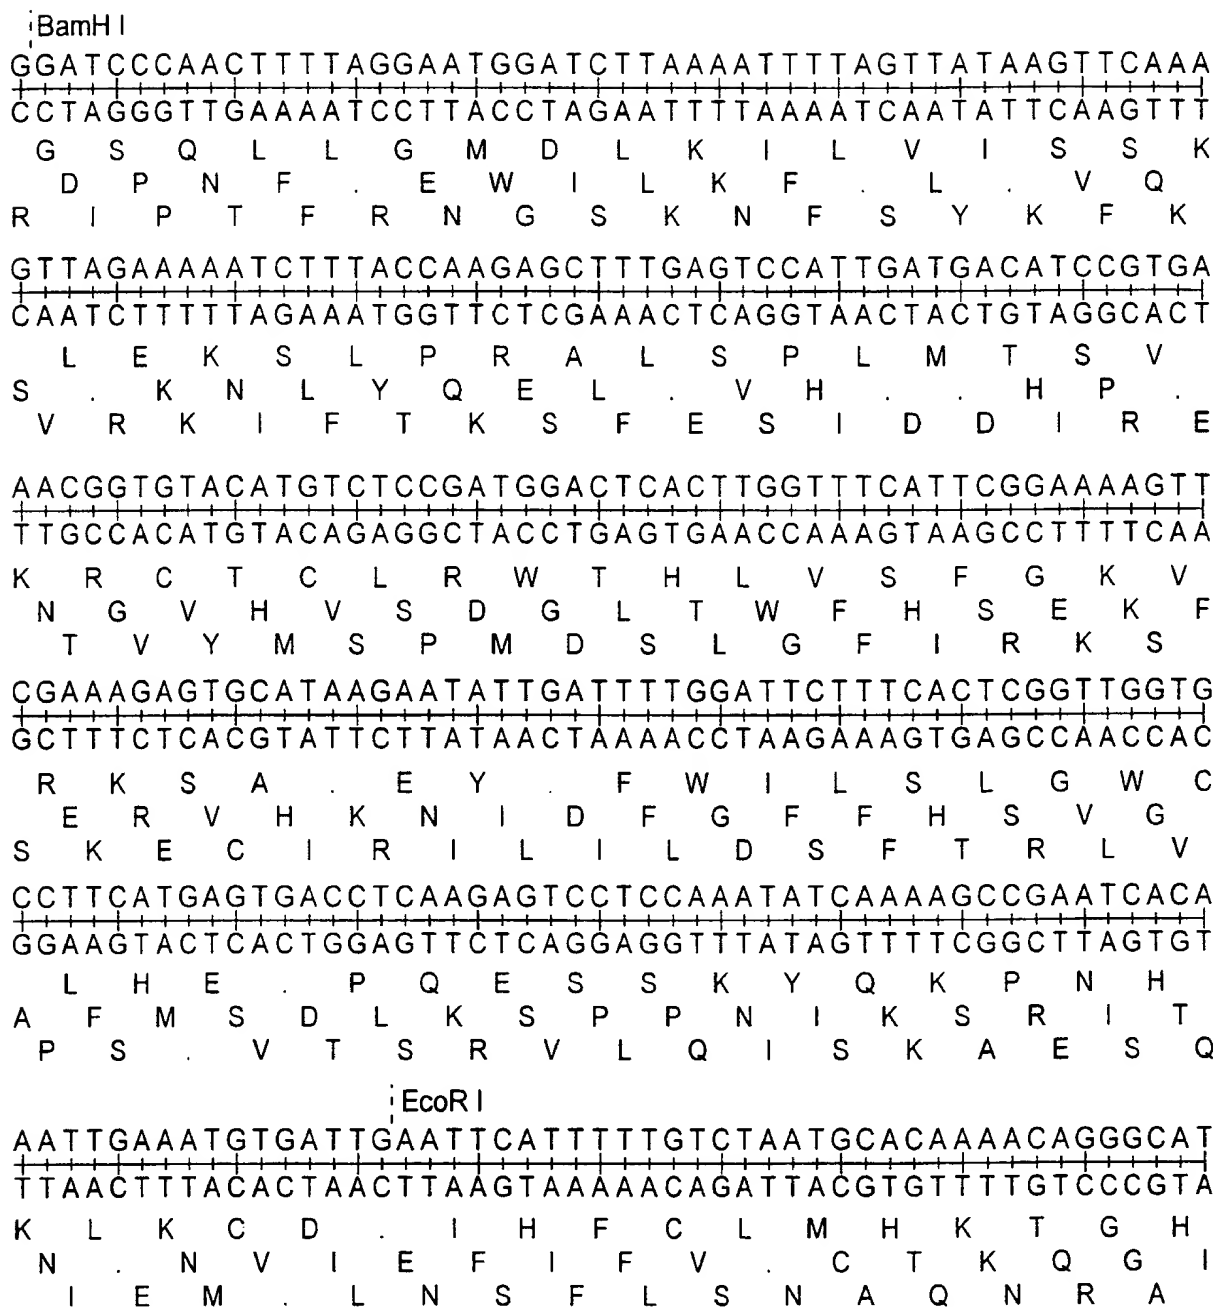 BamH I
GGATCCCAACTTTTAGGAATGGATCTTAAAATTTTAGTTATAAGTTCAAA
CCTAGGGTTGAAAATCCTTACCTAGAATTTTAAAATCAATATTCAAGTTT
G S Q L L G M D L K I L V I S S K
D P N F . E W I L K F . L . V Q
R I P T F R N G S K N F S Y K F K
GTTAGAAAAATCTTTACCAAGAGCTTTGAGTCCATTGATGACATCCGTGA
CAATCTTTTTAGAAATGGTTCTCGAAACTCAGGTAACTACTGTAGGCACT
L E K S L P R A L S P L M T S V
S . K N L Y Q E L . V H . . H P .
V R K I F T K S F E S I D D I R E
AACGGTGTACATGTCTCCGATGGACTCACTTGGTTTCATTCGGAAAAGTT
TTGCCACATGTACAGAGGCTACCTGAGTGAACCAAAGTAAGCCTTTTCAA
K R C T C L R W T H L V S F G K V
N G V H V S D G L T W F H S E K F
T V Y M S P M D S L G F I R K S
CGAAAGAGTGCATAAGAATATTGATTTTGGATTCTTTCACTCGGTTGGTG
GCTTTCTCACGTATTCTTATAACTAAAACCTAAGAAAGTGAGCCAACCAC
R K S A . E Y . F W I L S L G W C
E R V H K N I D F G F F H S V G
S K E C I R I L I L D S F T R L V
CCTTCATGAGTGACCTCAAGAGTCCTCCAAATATCAAAAGCCGAATCACA
GGAAGTACTCACTGGAGTTCTCAGGAGGTTTATAGTTTTCGGCTTAGTGT
L H E . P Q E S S K Y Q K P N H
A F M S D L K S P P N I K S R I T
P S . V T S R V L Q I S K A E S Q
EcoR I
AATTGAAATGTGATTGAATTCATTTTTGTCTAATGCACAAAACAGGGCAT
TTAACTTTACACTAACTTAAGTAAAAACAGATTACGTGTTTTGTCCCGTA
K L K C D . I H F C L M H K T G H
N . N V I E F I F V . C T K Q G I
I E M . L N S F L S N A Q N R A